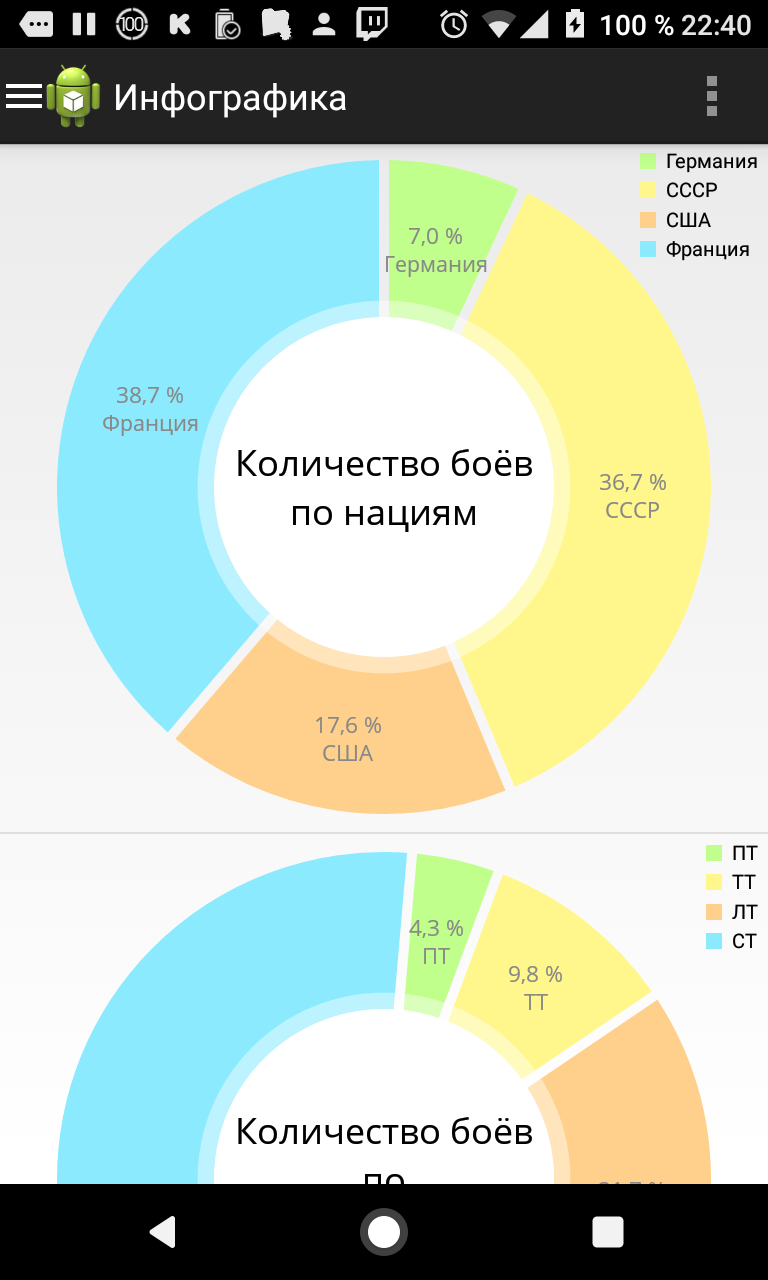 100 % 22:40
100
Инфографика
Германия
СССР
США
Франция
7,0 %
Германия
38,7 %
Франция
36,7 %
СССР
17,6 %
США
Количество боёв
по нациям
ПТ
ТТ
ЛТ
СТ
4,3 %
ПТ
9,8 %
ТТ
Количество боёв
по